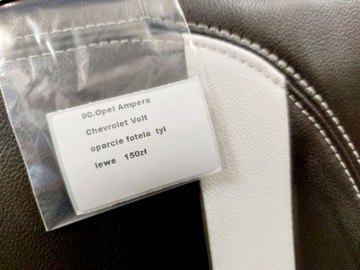 90.Opel Ampera
Chevrolet Volt
oparcie fotela tył
lewe 150zł